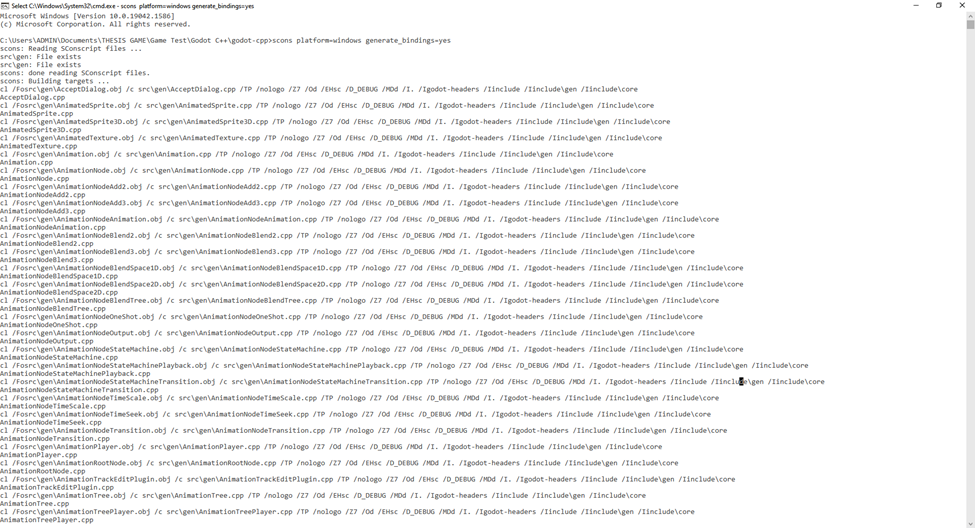 Select C:\Windows\System32\cmd.exe - scons platform=windows generate_bindings=yes
Microsoft Windows [Version 10.0.19042.1586]
(c) Microsoft Corporation. All rights reserved.
C:\Users\ADMIN\Documents\THESIS GAME\Game Test\Godot C++\godot-cpp>scons platform=windows generate_bindings=yes
scons: Reading SConscript files ...
src\gen: File exists
src\gen: File exists
scons: done reading SConscript files.
scons: Building targets ...
cl /Fosrc\gen\AcceptDialog.obj /c src\gen\AcceptDialog.cpp /TP /nologo /Z7 /Od /EHsc /D_DEBUG /MDd /I. /Igodot-headers /Iinclude /Iinclude\gen /Iinclude\core
AcceptDialog.cpp
cl /Fosrc\gen\AnimatedSprite.obj /c src\gen\AnimatedSprite.cpp /TP /nologo /Z7 /Od /EHsc /D_DEBUG /MDd /I. /Igodot-headers /Iinclude /Iinclude\gen /Iinclude\core
AnimatedSprite.cpp
cl /Fosrc\gen\AnimatedSprite3D.obj /c src\gen\AnimatedSprite3D.cpp /TP /nologo /Z7 /Od /EHsc /D_DEBUG /MDd /I. /Igodot-headers /Iinclude /Iinclude\gen /Iinclude\core
AnimatedSprite3D.cpp
cl /Fosrc\gen\AnimatedTexture.obj /c src\gen\AnimatedTexture.cpp /TP /nologo /Z7 /Od /EHsc /D_DEBUG /MDd /I. /Igodot-headers /Iinclude /Iinclude\gen /Iinclude\core
AnimatedTexture.cpp
cl /Fosrc\gen\Animation.obj /c src\gen\Animation.cpp /TP /nologo /Z7 /Od /EHsc /D_DEBUG /MDd /I. /Igodot-headers /Iinclude /Iinclude\gen /Iinclude\core
Animation.cpp
cl /Fosrc\gen\AnimationNode.obj /c src\gen\AnimationNode.cpp /TP /nologo /Z7 /Od /EHsc /D_DEBUG /MDd /I. /Igodot-headers /Iinclude /Iinclude\gen /Iinclude\core
AnimationNode.cpp
cl /Fosrc\gen\AnimationNodeAdd2.obj /c src\gen\AnimationNodeAdd2.cpp /TP /nologo /Z7 /Od /EHsc /D_DEBUG /MDd /I. /Igodot-headers /Iinclude /Iinclude\gen /Iinclude\core
AnimationNodeAdd2.cpp
cl /Fosrc\gen\AnimationNodeAdd3.obj /c src\gen\AnimationNodeAdd3.cpp /TP /nologo /Z7 /Od /EHsc /D_DEBUG /MDd /I. /Igodot-headers /Iinclude /Iinclude\gen /Iinclude\core
AnimationNodeAdd3.cpp
cl /Fosrc\gen\AnimationNodeAnimation.obj /c src\gen\AnimationNodeAnimation.cpp /TP /nologo /Z7 /Od /EHsc /D_DEBUG /MDd /I. /Igodot-headers /Iinclude /Iinclude\gen /Iinclude\core
AnimationNodeAnimation.cpp
cl /Fosrc\gen\AnimationNodeBlend2.obj /c src\gen\AnimationNodeBlend2.cpp /TP /nologo /Z7 /Od /EHsc /D_DEBUG /MDd /I. /Igodot-headers /Iinclude /Iinclude\gen /Iinclude\core
AnimationNodeBlend2.cpp
cl /Fosrc\gen\AnimationNodeBlend3.obj /c src\gen\AnimationNodeBlend3.cpp /TP /nologo /Z7 /Od /EHsc /D_DEBUG /MDd /I. /Igodot-headers /Iinclude /Iinclude\gen /Iinclude\core
AnimationNodeBlend3.cpp
cl /Fosrc\gen\AnimationNodeBlendSpace1D.obj /c src\gen\AnimationNodeBlendSpace1D.cpp /TP /nologo /Z7 /Od /EHsc /D_DEBUG /MDd /I. /Igodot-headers /Iinclude /Iinclude\gen /Iinclude\core
AnimationNodeBlendSpace1D.cpp
cl /Fosrc\gen\AnimationNodeBlendSpace2D.obj /c src\gen\AnimationNodeBlendSpace2D.cpp /TP /nologo /Z7 /Od /EHsc /D_DEBUG /MDd /I. /Igodot-headers /Iinclude /Iinclude\gen /Iinclude\core
AnimationNodeBlendSpace2D.cpp
cl /Fosrc\gen\AnimationNodeBlendTree.obj /c src\gen\AnimationNodeBlendTree.cpp /TP /nologo /Z7 /Od /EHsc /D_DEBUG /MDd /I. /Igodot-headers /Iinclude /Iinclude\gen /Iinclude\core
AnimationNodeBlendTree.cpp
cl /Fosrc\gen\AnimationNodeOneShot.obj /c src\gen\AnimationNodeOneShot.cpp /TP /nologo /Z7 /Od /EHsc /D_DEBUG /MDd /I. /Igodot-headers /Iinclude /Iinclude\gen /Iinclude\core
AnimationNodeOneShot.cpp
cl /Fosrc\gen\AnimationNodeOutput.obj /c src\gen\AnimationNodeOutput.cpp /TP /nologo /Z7 /Od /EHsc /D_DEBUG /MDd /I. /Igodot-headers /Iinclude /Iinclude\gen /Iinclude\core
AnimationNodeOutput.cpp
cl /Fosrc\gen\AnimationNodeStateMachine.obj /c src\gen\AnimationNodeStateMachine.cpp /TP /nologo /Z7 /Od /EHsc /D_DEBUG /MDd /I. /Igodot-headers /Iinclude /Iinclude\gen /Iinclude\core
AnimationNodeStateMachine.cpp
cl /Fosrc\gen\AnimationNodeStateMachinePlayback.obj /c src\gen\AnimationNodeStateMachinePlayback.cpp /TP /nologo /Z7 /Od /EHsc /D_DEBUG /MDd /I. /Igodot-headers /Iinclude /Iinclude\gen /Iinclude\core
AnimationNodeStateMachinePlayback.cpp
cl /Fosrc\gen\AnimationNodeStateMachineTransition.obj /c src\gen\AnimationNodeStateMachineTransition.cpp /TP /nologo /Z7 /Od /EHsc /D_DEBUG /MDd /I. /Igodot-headers /Iinclude /Iinclude\gen /Iinclude\core
AnimationNodeStateMachineTransition.cpp
cl /Fosrc\gen\AnimationNodeTimeScale.obj /c src\gen\AnimationNodeTimeScale.cpp /TP /nologo /Z7 /Od /EHsc /D_DEBUG /MDd /I. /Igodot-headers /Iinclude /Iinclude\gen /Iinclude\core
AnimationNodeTimeScale.cpp
cl /Fosrc\gen\AnimationNodeTimeSeek.obj /c src\gen\AnimationNodeTimeSeek.cpp /TP /nologo /Z7 /Od /EHsc /D_DEBUG /MDd /I. /Igodot-headers /Iinclude /Iinclude\gen /Iinclude\core
AnimationNodeTimeSeek.cpp
cl /Fosrc\gen\AnimationNodeTransition.obj /c src\gen\AnimationNodeTransition.cpp /TP /nologo /Z7 /Od /EHsc /D_DEBUG /MDd /I. /Igodot-headers /Iinclude /Iinclude\gen /Iinclude\core
AnimationNodeTransition.cpp
cl /Fosrc\gen\AnimationPlayer.obj /c src\gen\AnimationPlayer.cpp /TP /nologo /Z7 /Od /EHsc /D_DEBUG /MDd /I. /Igodot-headers /Iinclude /Iinclude\gen /Iinclude\core
AnimationPlayer.cpp
cl /Fosrc\gen\AnimationRootNode.obj /c src\gen\AnimationRootNode.cpp /TP /nologo /Z7 /Od /EHsc /D_DEBUG /MDd /I. /Igodot-headers /Iinclude /Iinclude\gen /Iinclude\core
AnimationRootNode.cpp
cl /Fosrc\gen\AnimationTrackEditPlugin.obj /c src\gen\AnimationTrackEditPlugin.cpp /TP /nologo /Z7 /Od /EHsc /D_DEBUG /MDd /I. /Igodot-headers /Iinclude /Iinclude\gen /Iinclude\core
AnimationTrackEditPlugin.cpp
cl /Fosrc\gen\AnimationTree.obj /c src\gen\AnimationTree.cpp /TP /nologo /Z7 /Od /EHsc /D_DEBUG /MDd /I. /Igodot-headers /Iinclude /Iinclude\gen /Iinclude\core
AnimationTree.cpp
cl /Fosrc\gen\AnimationTreePlayer.obj /c src\gen\AnimationTreePlayer.cpp /TP /nologo /Z7 /Od /EHsc /D_DEBUG /MDd /I. /Igodot-headers /Iinclude /Iinclude\gen /Iinclude\core
AnimationTreePlayer.cpp